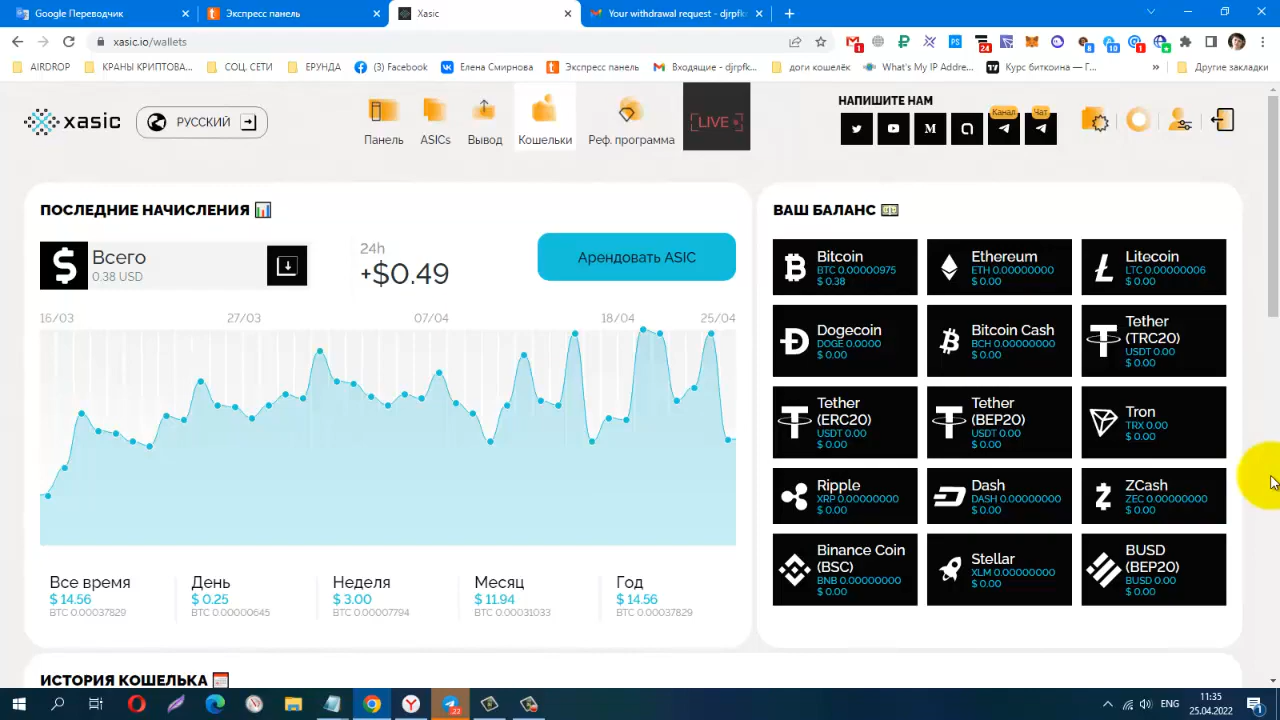 Google Переводчик
Экспресс панель
Xasic
Your withdrawal request - djrpfkr
xasic.io/wallets
AIRDROP
КРАНЫ КРИПТОВА...
СОЦ. СЕТИ
ЕРУНДА
(3) Facebook
Елена Смирнова
Экспресс панель
Входящие - djrpfk...
доги кошелёк
What's My IP Addre...
Курс биткоина — Г...
»
Другие закладки
xasic
РУССКИЙ
Панель
ASICs
Вывод
Кошельки
Реф. программа
LIVE
НАПИШИТЕ НАМ
Канал
Чат
ПОСЛЕДНИЕ НАЧИСЛЕНИЯ
Всего
0.38 USD
24h
+$0.49
Арендовать ASIC
16/03 27/03 07/04 18/04 25/04
Все время
$ 14.56
BTC 0.00037829
День
$ 0.25
BTC 0.00000645
Неделя
$ 3.00
BTC 0.00007794
Месяц
$ 11.94
BTC 0.00031033
Год
$ 14.56
BTC 0.00037829
ВАШ БАЛАНС
Bitcoin
BTC 0.00000975
$ 0.38
Ethereum
ETH 0.00000000
$ 0.00
Litecoin
LTC 0.00000006
$ 0.00
Dogecoin
DOGE 0.0000
$ 0.00
Bitcoin Cash
BCH 0.00000000
$ 0.00
Tether
(TRC20)
USDT 0.00
$ 0.00
Tether
(ERC20)
USDT 0.00
$ 0.00
Tether
(BEP20)
USDT 0.00
$ 0.00
Tron
TRX 0.00
$ 0.00
Ripple
XRP 0.00000000
$ 0.00
Dash
DASH 0.00000000
$ 0.00
ZCash
ZEC 0.00000000
$ 0.00
Binance Coin
(BSC)
BNB 0.00000000
$ 0.00
Stellar
XLM 0.00000000
$ 0.00
BUSD
(BEP20)
BUSD 0.00
$ 0.00
ИСТОРИЯ КОШЕЛЬКА
ENG
11:35
25.04.2022